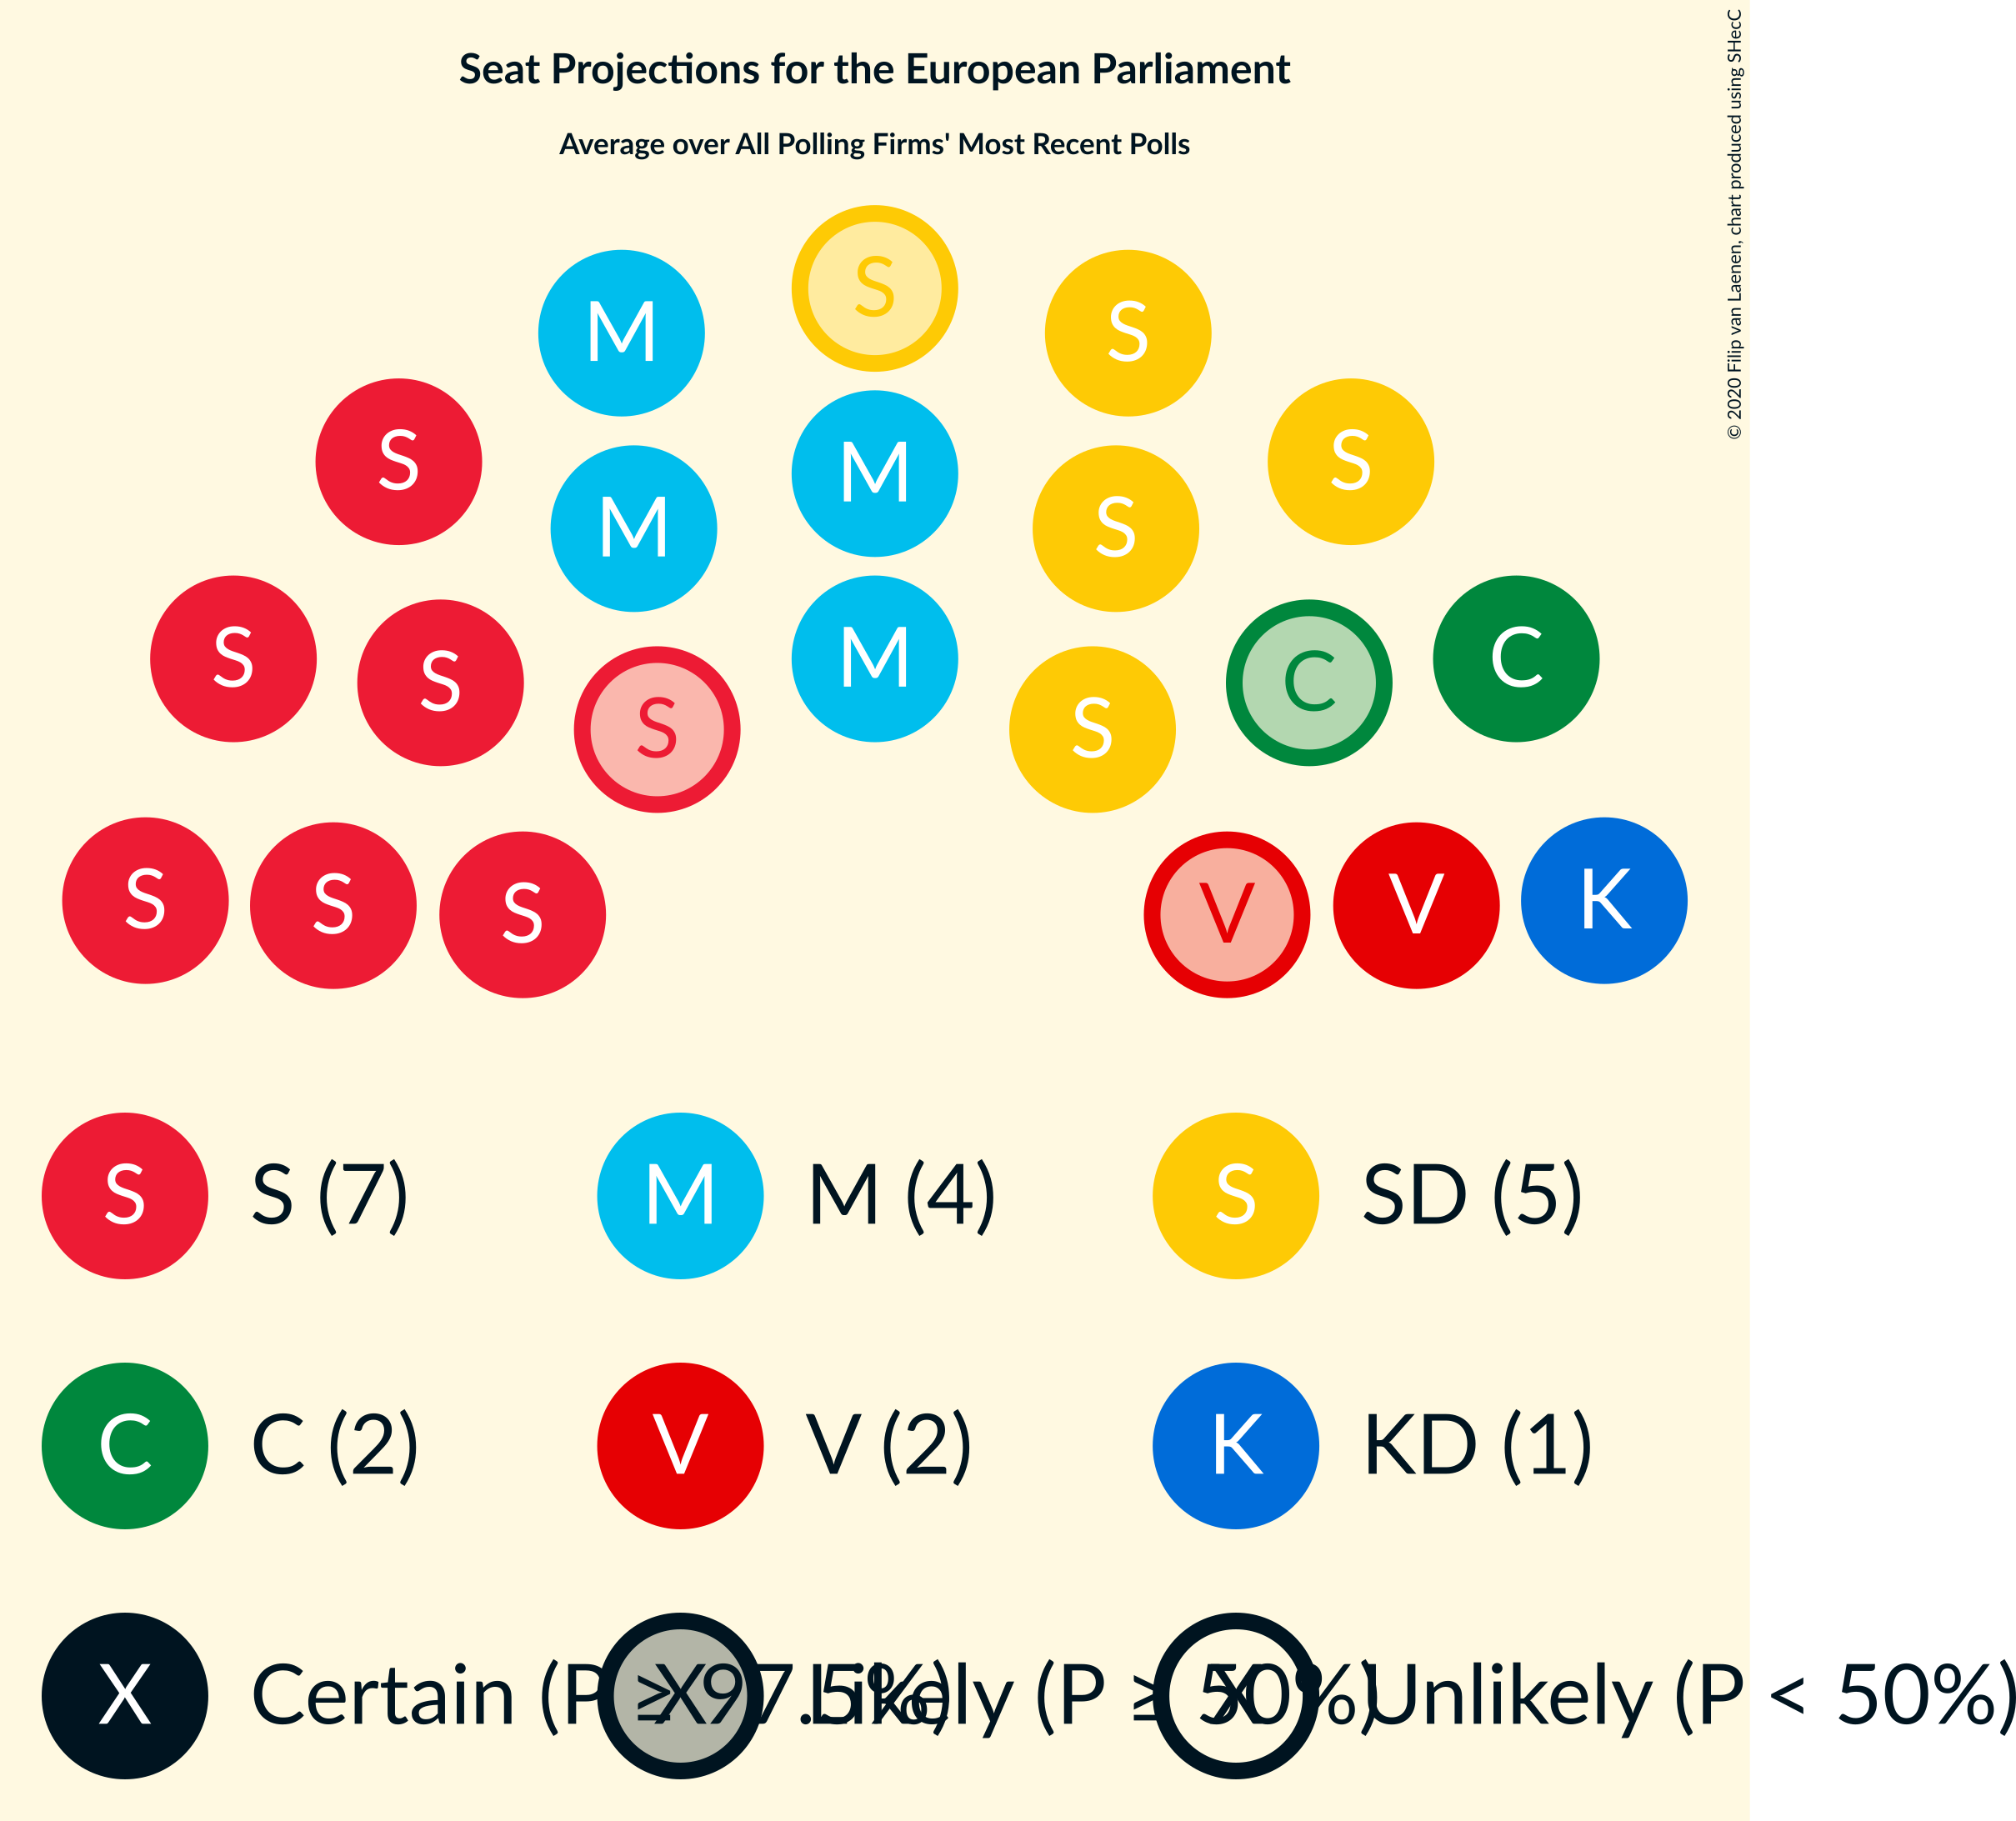 Seat Projections for the European Parliament
Average over All Polling Firms' Most Recent Polls
© 2020 Filip van Laenen, chart produced using SHecC
S
M S
M S S
M M S
S S C C
S S M S
S S S V V K
S S (7) M M (4) S SD (5)
C C (2) V V (2) K KD (1)
X Certain (P ≥ 97.5%) X Likely (P ≥ 50%) X Unlikely (P < 50%)